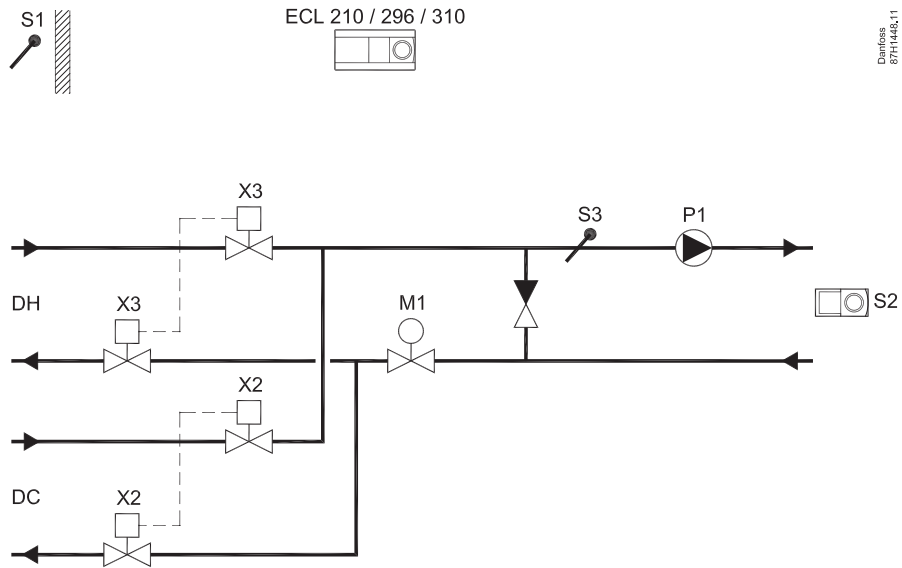 S1
ECL 210 / 296 / 310
Danfoss
87H1448.11
X3
S3
P1
DH
X3
M1
S2
X2
DC
X2